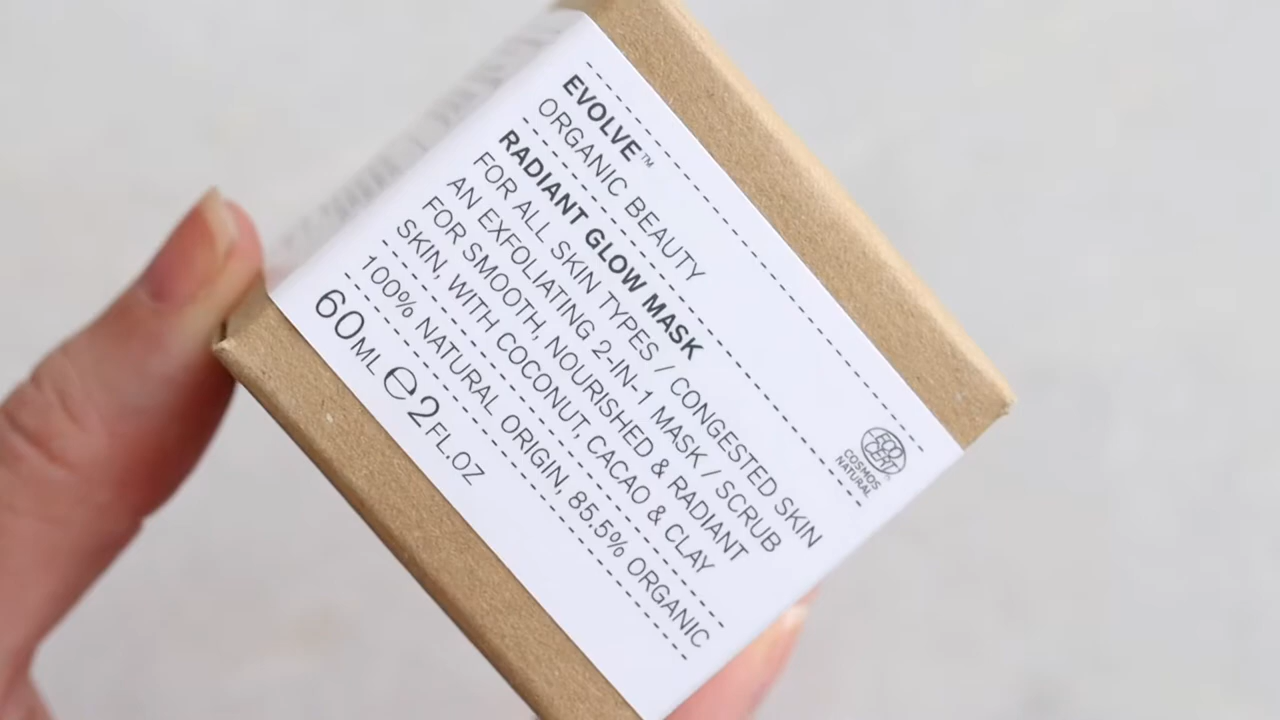 EVOLVE™
ORGANIC BEAUTY
RADIANT GLOW MASK
FOR ALL SKIN TYPES / CONGESTED SKIN
AN EXFOLIATING 2-IN-1 MASK / SCRUB
FOR SMOOTH, NOURISHED & RADIANT
SKIN, WITH COCONUT, CACAO & CLAY
100% NATURAL ORIGIN, 85.5% ORGANIC
60ML ℮ 2FL.OZ
ECO
CERT
COSMOS
NATURAL